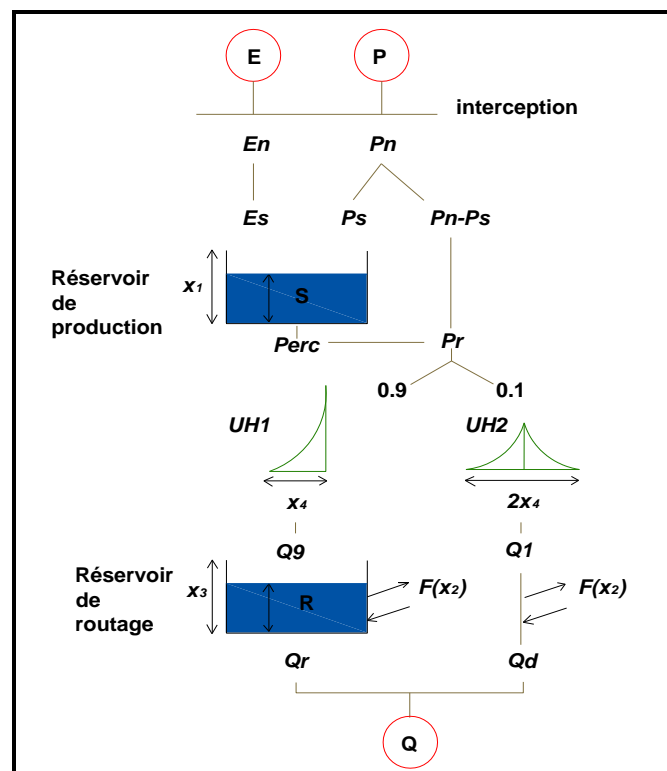 E P
interception
En Pn
Es Ps Pn-Ps
Réservoir
de
production
x1
S
Perc Pr
0.9 0.1
UH1 UH2
x4 2x4
Q9 Q1
Réservoir
de
routage
x3
R
F(x2) F(x2)
Qr Qd
Q